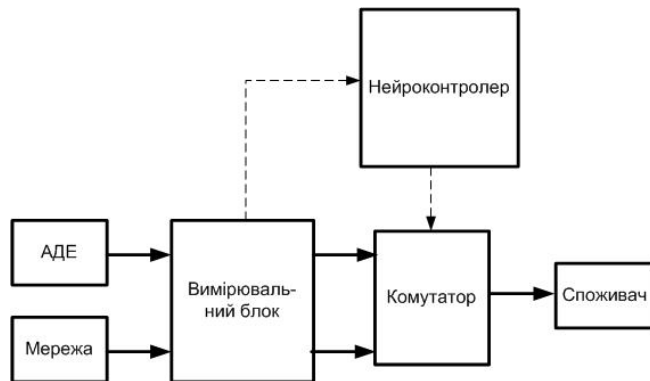 Нейроконтролер
АДЕ
Вимірюваль-
ний блок
Комутатор
Споживач
Мережа